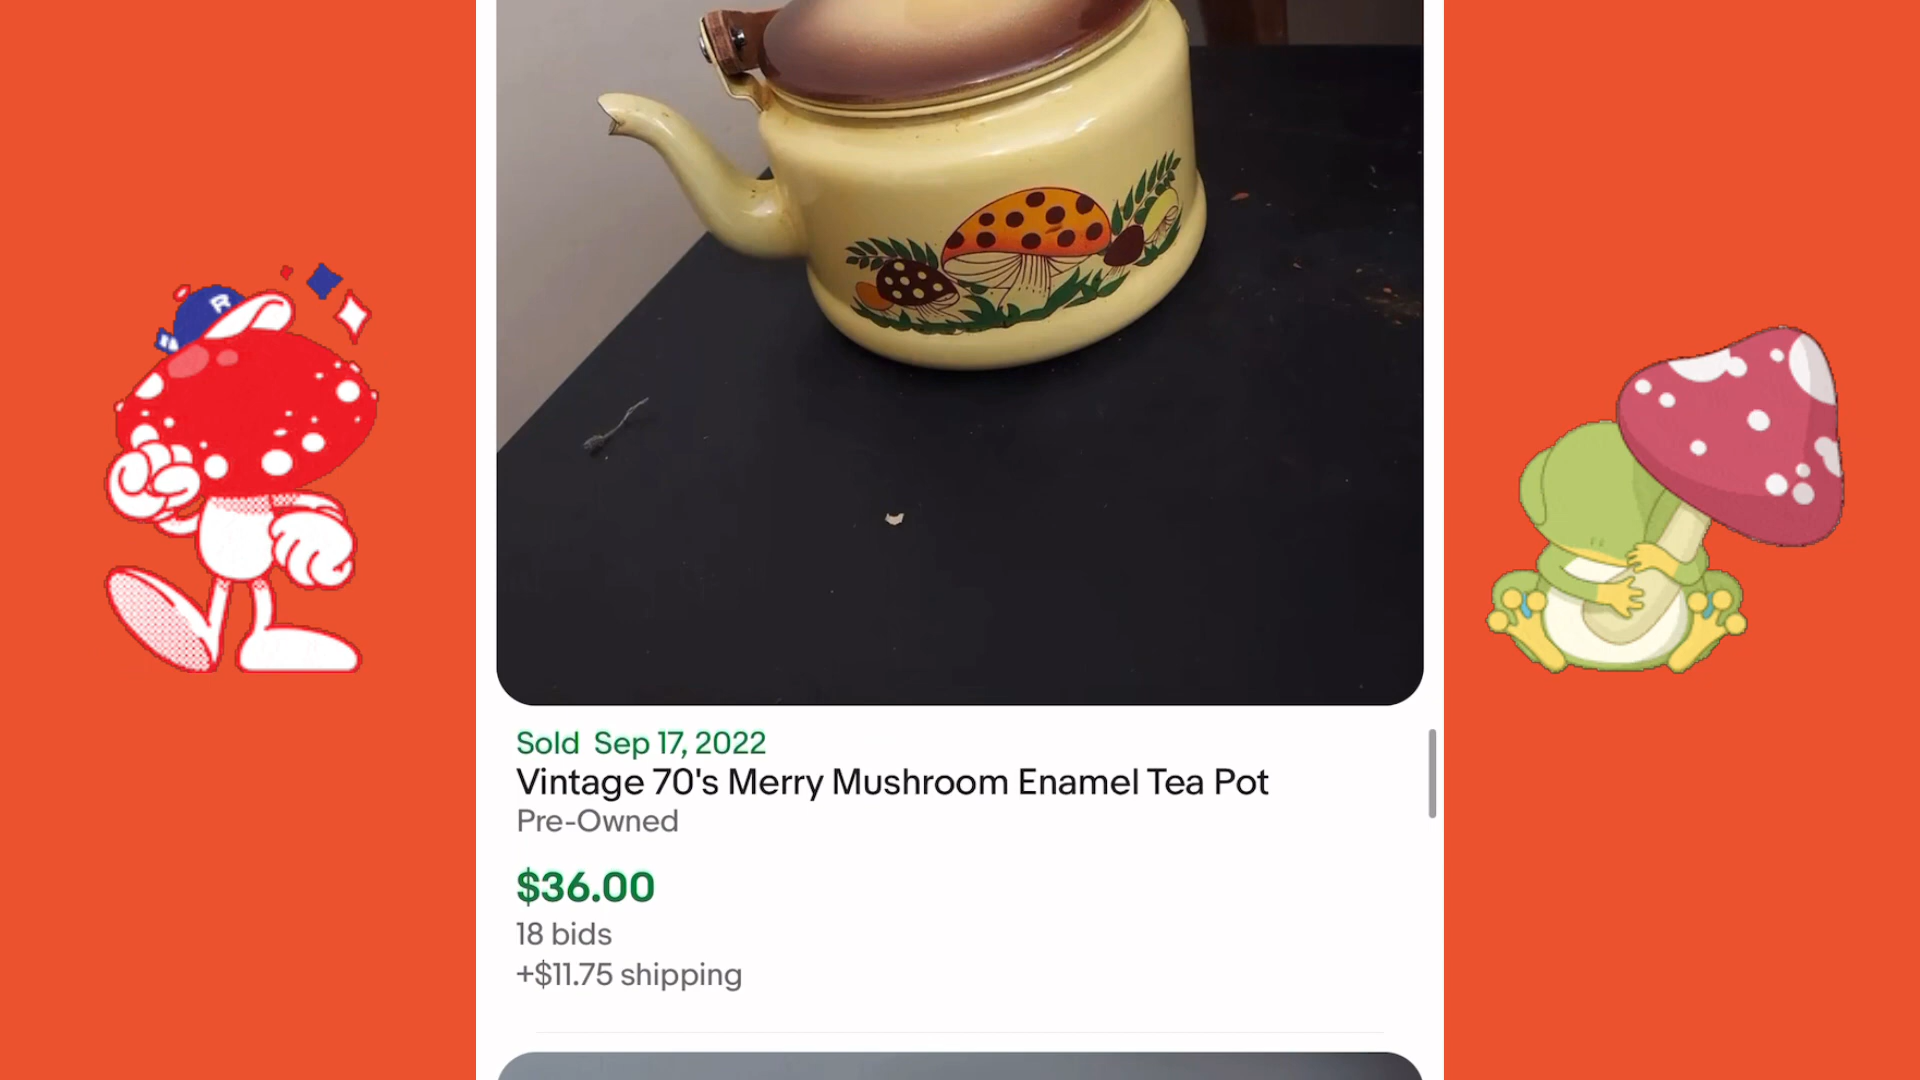 R
Sold Sep 17, 2022
Vintage 70's Merry Mushroom Enamel Tea Pot
Pre-Owned
$36.00
18 bids
+$11.75 shipping